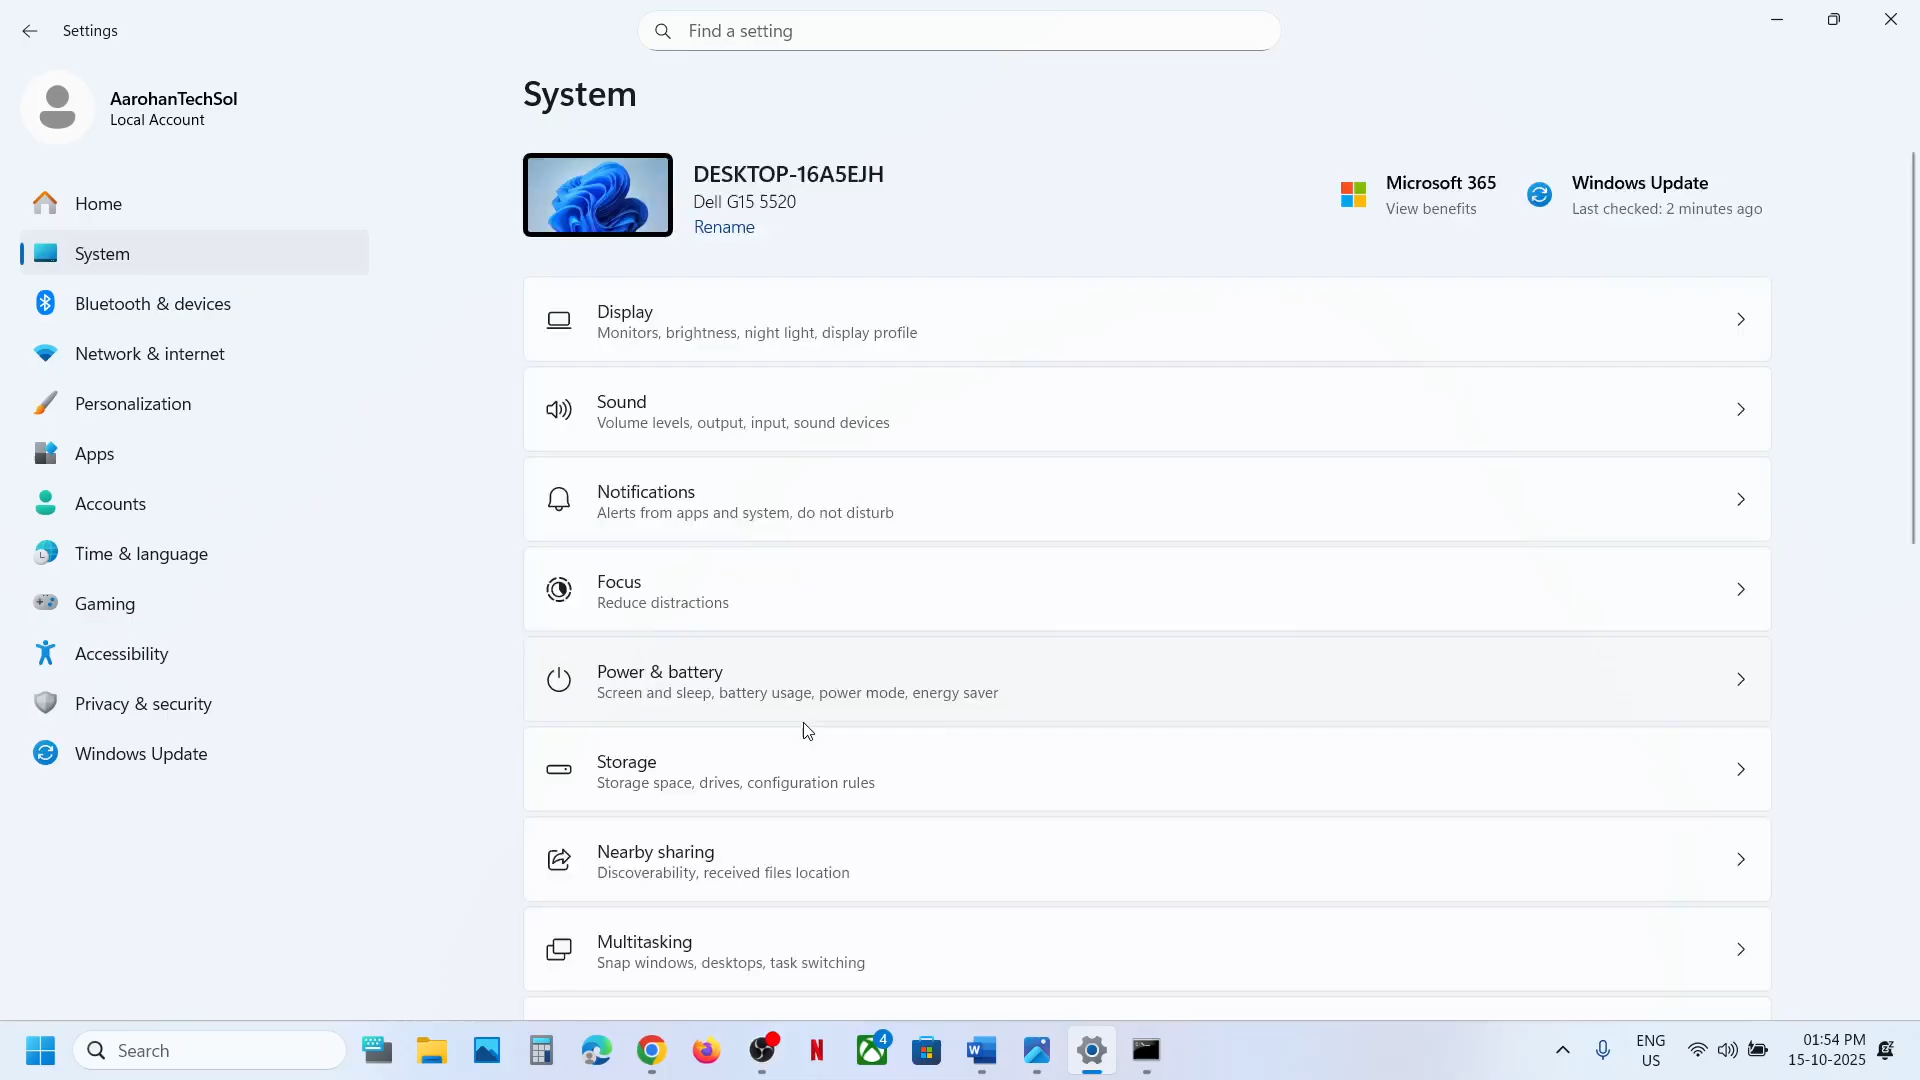 Settings
Find a setting
AarohanTechSol
Local Account
Home
System
Bluetooth & devices
Network & internet
Personalization
Apps
Accounts
Time & language
Gaming
Accessibility
Privacy & security
Windows Update
System
DESKTOP-16A5EJH
Dell G15 5520
Rename
Microsoft 365
View benefits
Windows Update
Last checked: 2 minutes ago
Display
Monitors, brightness, night light, display profile
Sound
Volume levels, output, input, sound devices
Notifications
Alerts from apps and system, do not disturb
Focus
Reduce distractions
Power & battery
Screen and sleep, battery usage, power mode, energy saver
Storage
Storage space, drives, configuration rules
Nearby sharing
Discoverability, received files location
Multitasking
Snap windows, desktops, task switching
Search
N
4
W
ENG
US
01:54 PM
15-10-2025